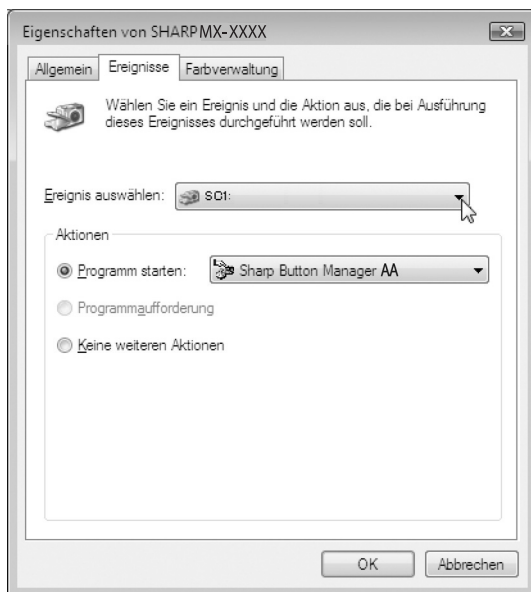 Eigenschaften von SHARP MX-XXXX
Allgemein Ereignisse Farbverwaltung
Wählen Sie ein Ereignis und die Aktion aus, die bei Ausführung
dieses Ereignisses durchgeführt werden soll.
Ereignis auswählen: SC1:
Aktionen
Programm starten: Sharp Button Manager AA
Programmaufforderung
Keine weiteren Aktionen
OK Abbrechen